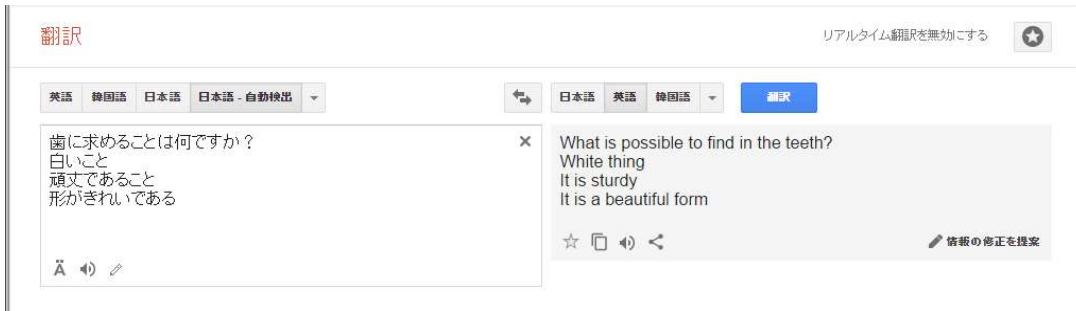 翻訳
リアルタイム翻訳を無効にする
英語 韓国語 日本語 日本語 - 自動検出
日本語 英語 韓国語 翻訳
歯に求めることは何ですか？
白いこと
頑丈であること
形がきれいである
Ä
What is possible to find in the teeth?
White thing
It is sturdy
It is a beautiful form
情報の修正を提案